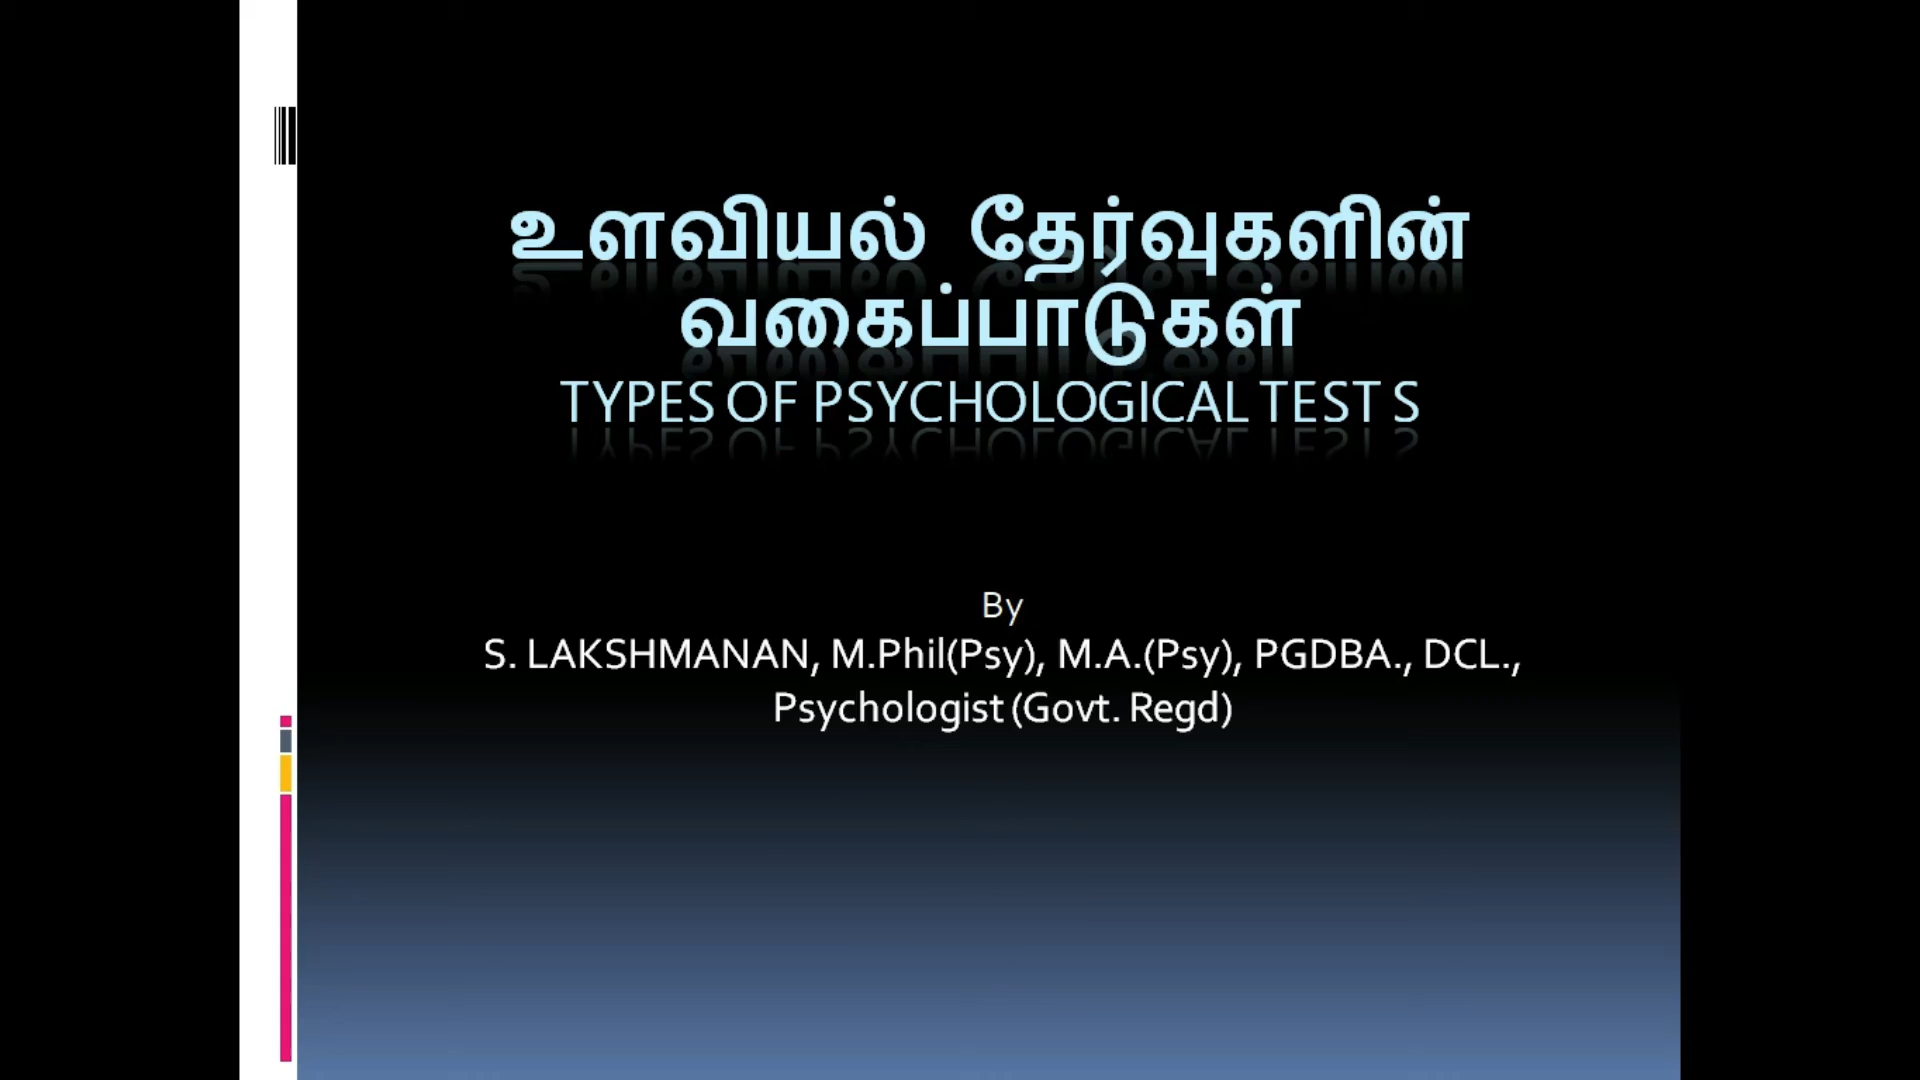 உளவியல் தேர்வுகளின்
வகைப்பாடுகள்
TYPES OF PSYCHOLOGICAL TEST S
By
S. LAKSHMANAN, M.Phil(Psy), M.A.(Psy), PGDBA., DCL.,
Psychologist (Govt. Regd)